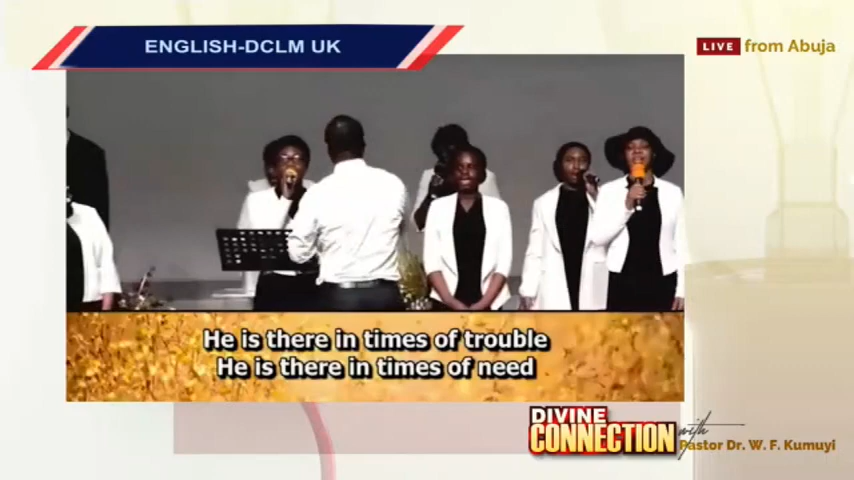 ENGLISH-DCLM UK
LIVE from Abuja
He is there in times of trouble
He is there in times of need
DIVINE
CONNECTION
with
Pastor Dr. W. F. Kumuyi